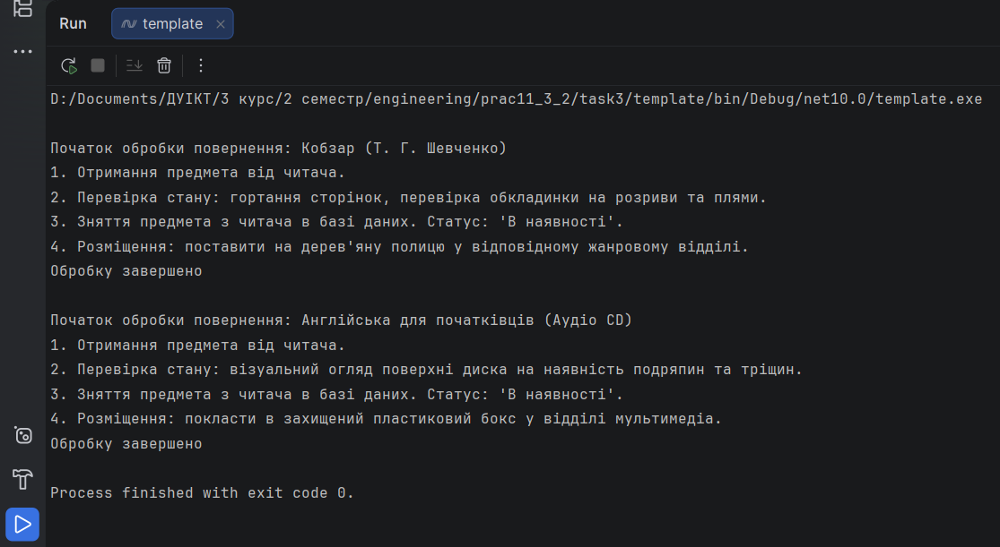 Run
template
D:/Documents/ДУІКТ/3 курс/2 семестр/engineering/prac11_3_2/task3/template/bin/Debug/net10.0/template.exe
Початок обробки повернення: Кобзар (Т. Г. Шевченко)
1. Отримання предмета від читача.
2. Перевірка стану: гортання сторінок, перевірка обкладинки на розриви та плями.
3. Зняття предмета з читача в базі даних. Статус: 'В наявності'.
4. Розміщення: поставити на дерев'яну полицю у відповідному жанровому відділі.
Обробку завершено
Початок обробки повернення: Англійська для початківців (Аудіо CD)
1. Отримання предмета від читача.
2. Перевірка стану: візуальний огляд поверхні диска на наявність подряпин та тріщин.
3. Зняття предмета з читача в базі даних. Статус: 'В наявності'.
4. Розміщення: покласти в захищений пластиковий бокс у відділі мультимедіа.
Обробку завершено
Process finished with exit code 0.